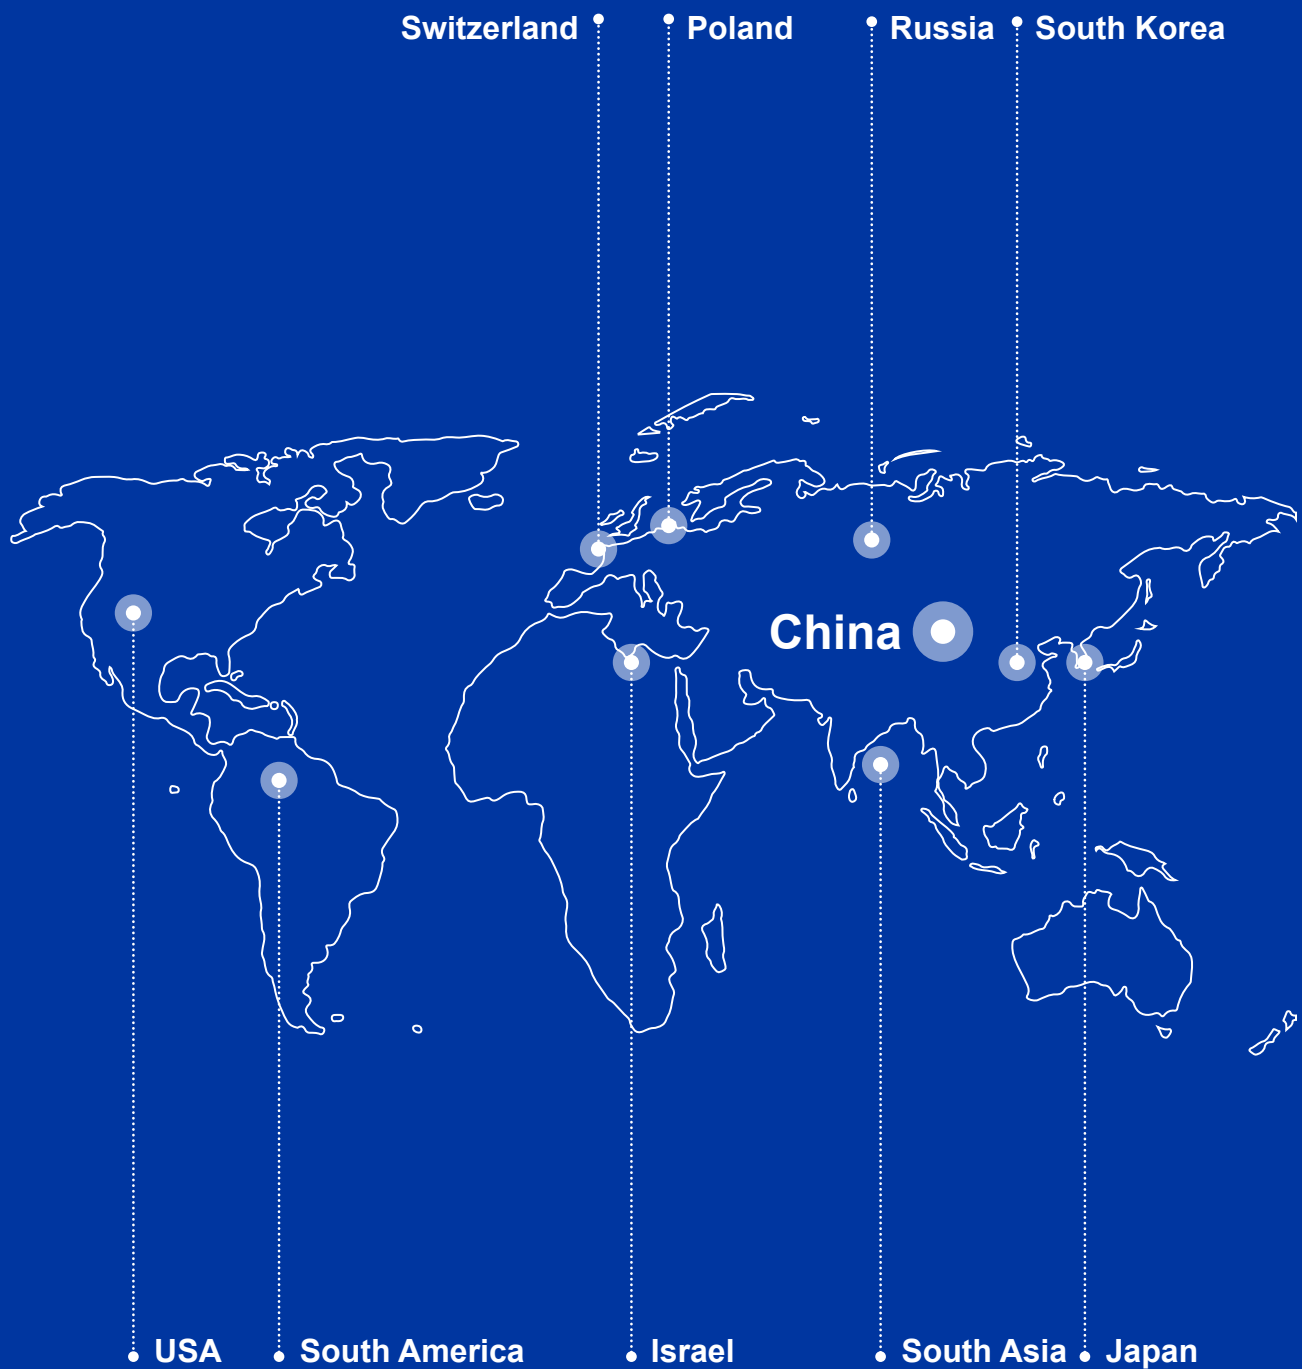 Switzerland
Poland
Russia
South Korea
China
USA
South America
Israel
South Asia
Japan